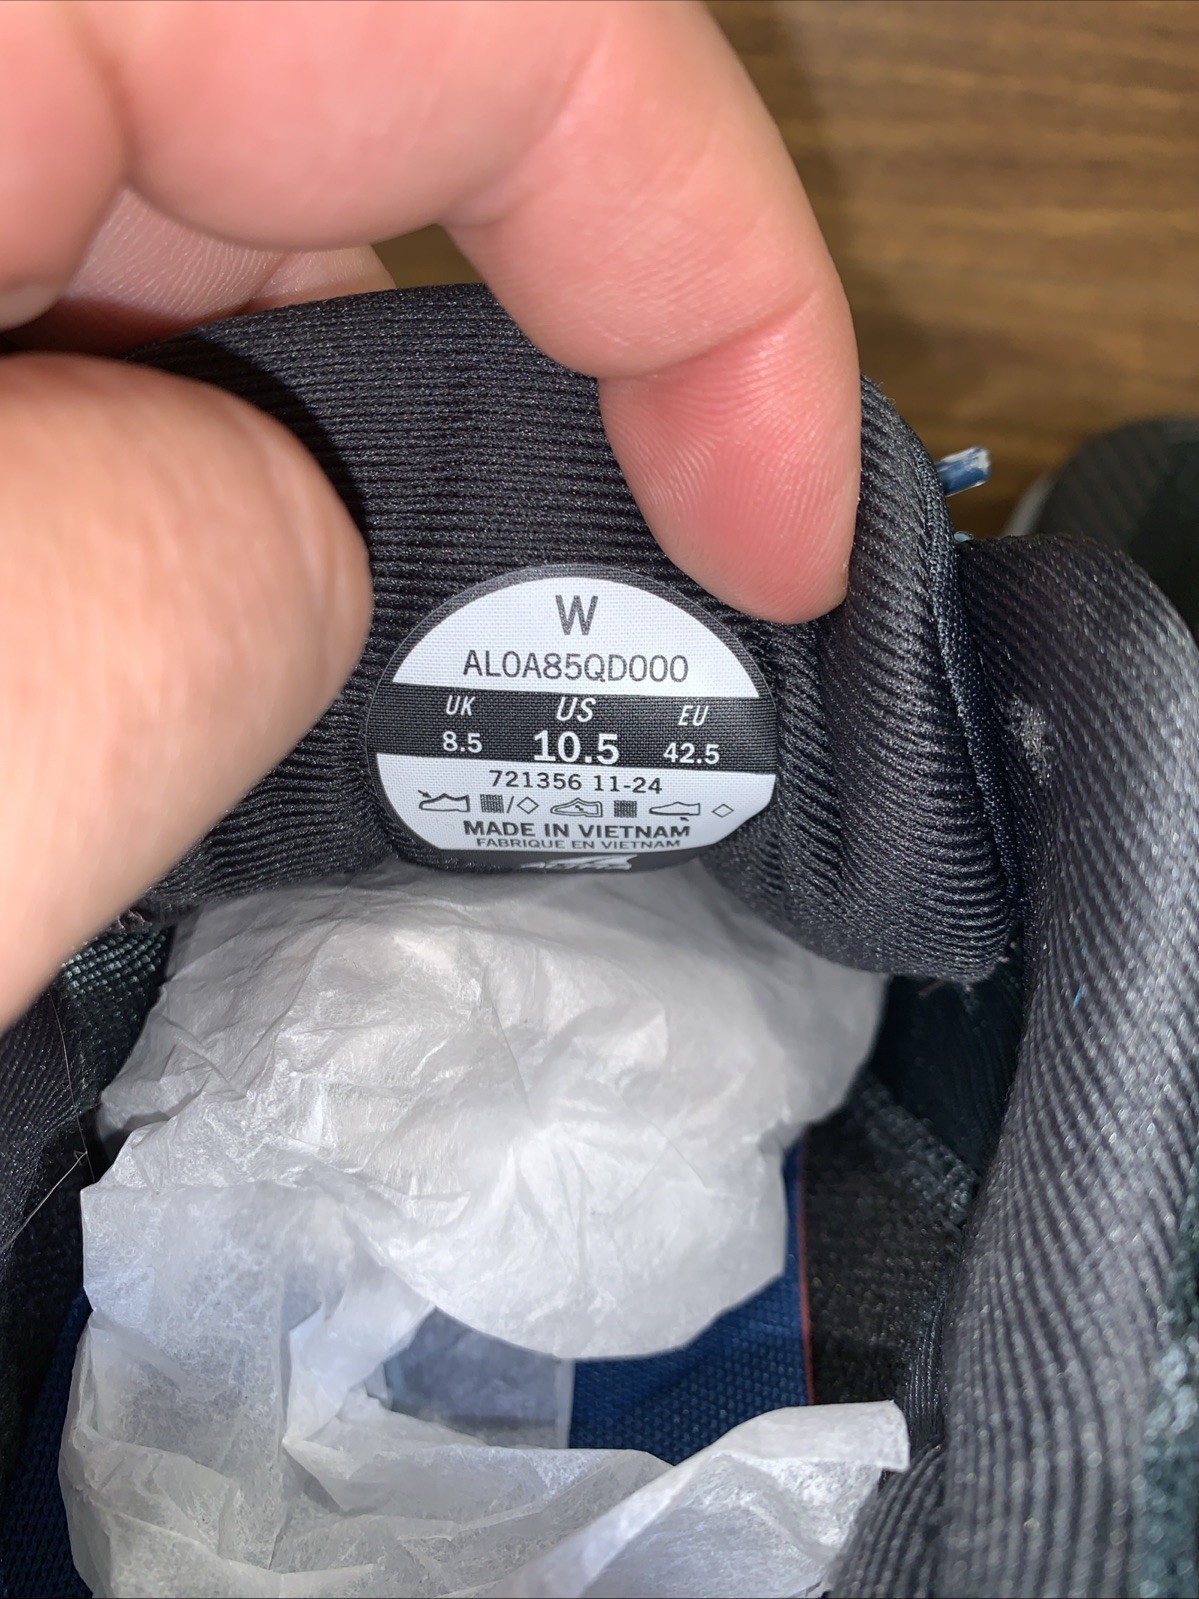 W
AL0A85QD000
UK US EU
8.5 10.5 42.5
721356 11-24
MADE IN VIETNAM
FABRIQUE EN VIETNAM